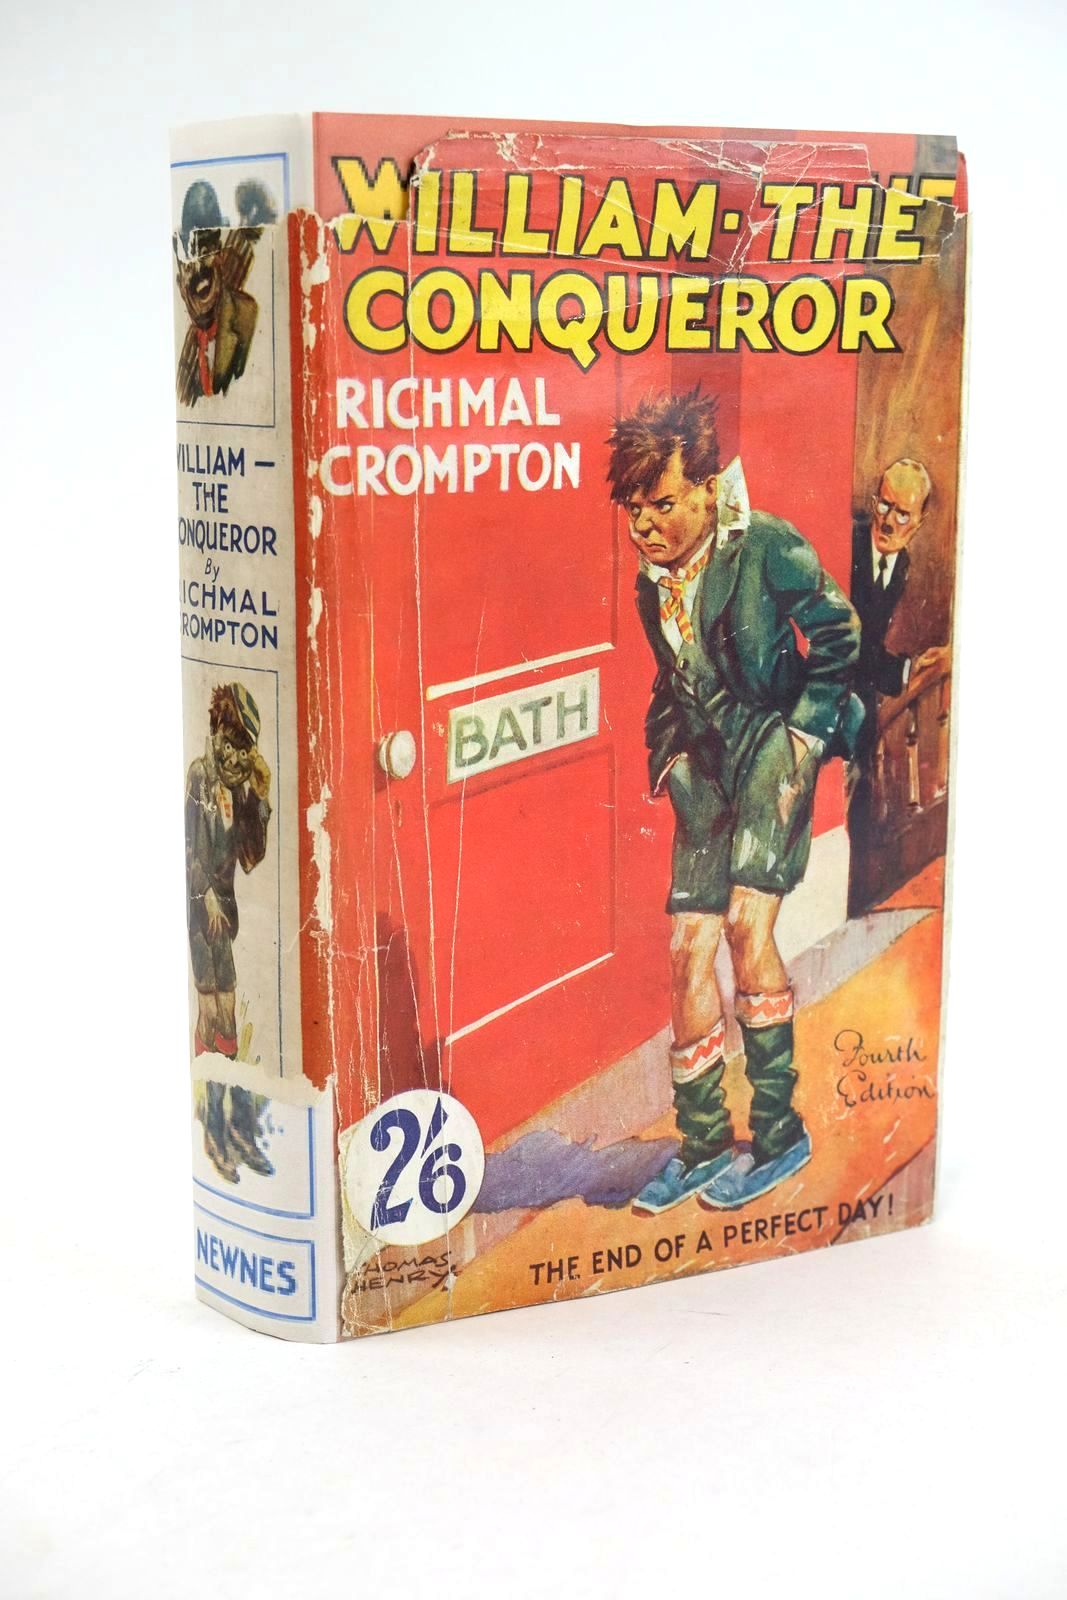 WILLIAM · THE
CONQUEROR
RICHMAL
CROMPTON
BATH
Fourth
Edition
2/6
THOMAS
HENRY
THE END OF A PERFECT DAY!
WILLIAM —
THE
CONQUEROR
By
RICHMAL
CROMPTON
NEWNES